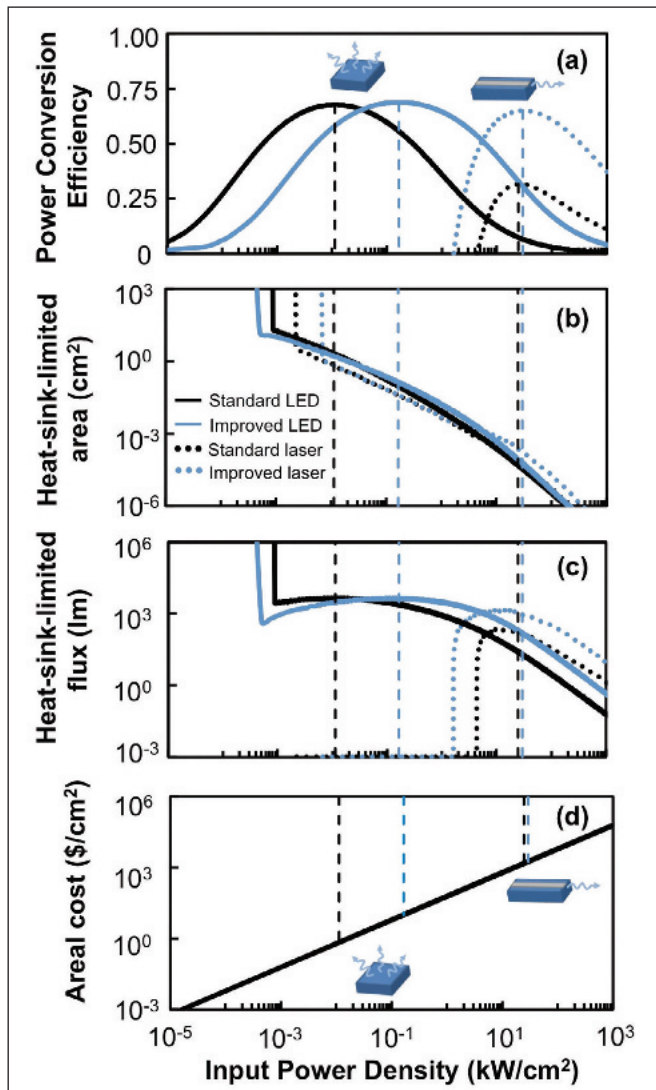 1.00
0.75
0.50
0.25
0
Power Conversion
Efficiency
(a)
10³
10⁰
10⁻³
10⁻⁶
Heat-sink-limited
area (cm²)
(b)
Standard LED
Improved LED
Standard laser
Improved laser
10⁶
10³
10⁰
10⁻³
Heat-sink-limited
flux (lm)
(c)
10⁶
10³
10⁰
10⁻³
Areal cost ($/cm²)
(d)
10⁻⁵ 10⁻³ 10⁻¹ 10¹ 10³
Input Power Density (kW/cm²)